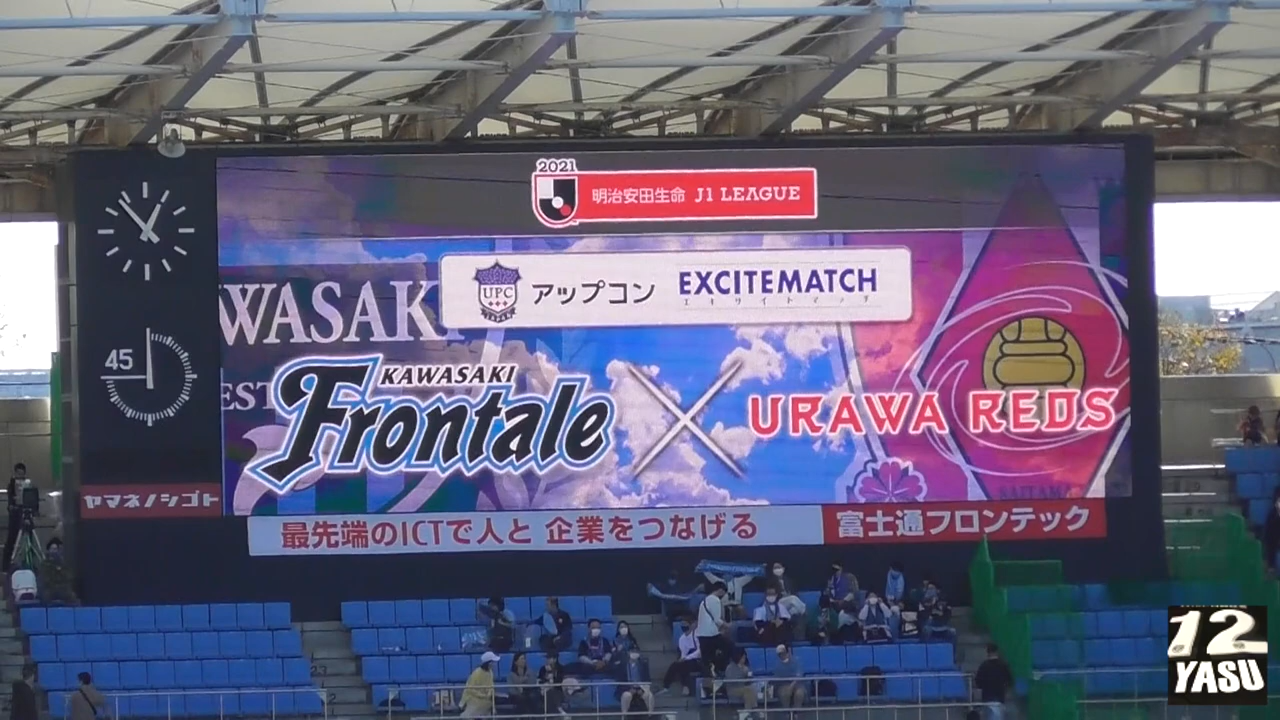 2021
明治安田生命 J1 LEAGUE
UPC
アップコン EXCITEMATCH
エキサイトマッチ
WASAKI
45
EST
KAWASAKI
Frontale
URAWA REDS
SAITAMA
ヤマネノシゴト
最先端のICTで人と 企業をつなげる
富士通フロンテック
23
12
YASU